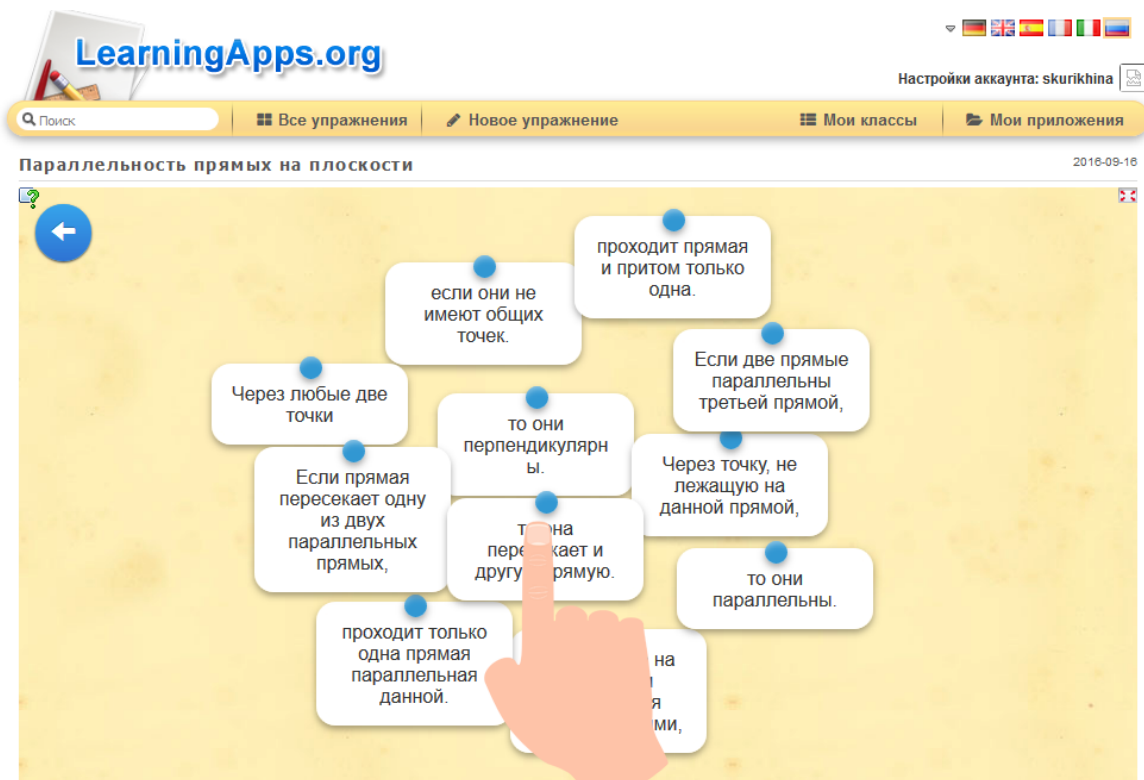 LearningApps.org
Настройки аккаунта: skurikhina
Поиск
Все упражнения
Новое упражнение
Мои классы
Мои приложения
Параллельность прямых на плоскости
2016-09-16
проходит прямая
и притом только
одна.
если они не
имеют общих
точек.
Если две прямые
параллельны
третьей прямой,
Через любые две
точки
то они
перпендикулярн
ы.
Через точку, не
лежащую на
данной прямой,
Если прямая
пересекает одну
из двух
параллельных
прямых,
то она
пересекает и
другую прямую.
то они
параллельны.
проходит только
одна прямая
параллельная
данной.
на